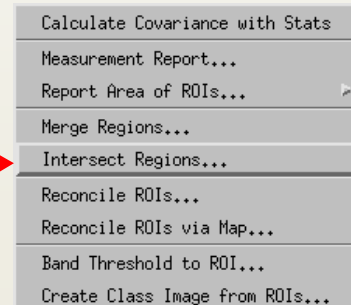 Calculate Covariance with Stats
Measurement Report...
Report Area of ROIs...
Merge Regions...
Intersect Regions...
Reconcile ROIs...
Reconcile ROIs via Map...
Band Threshold to ROI...
Create Class Image from ROIs...